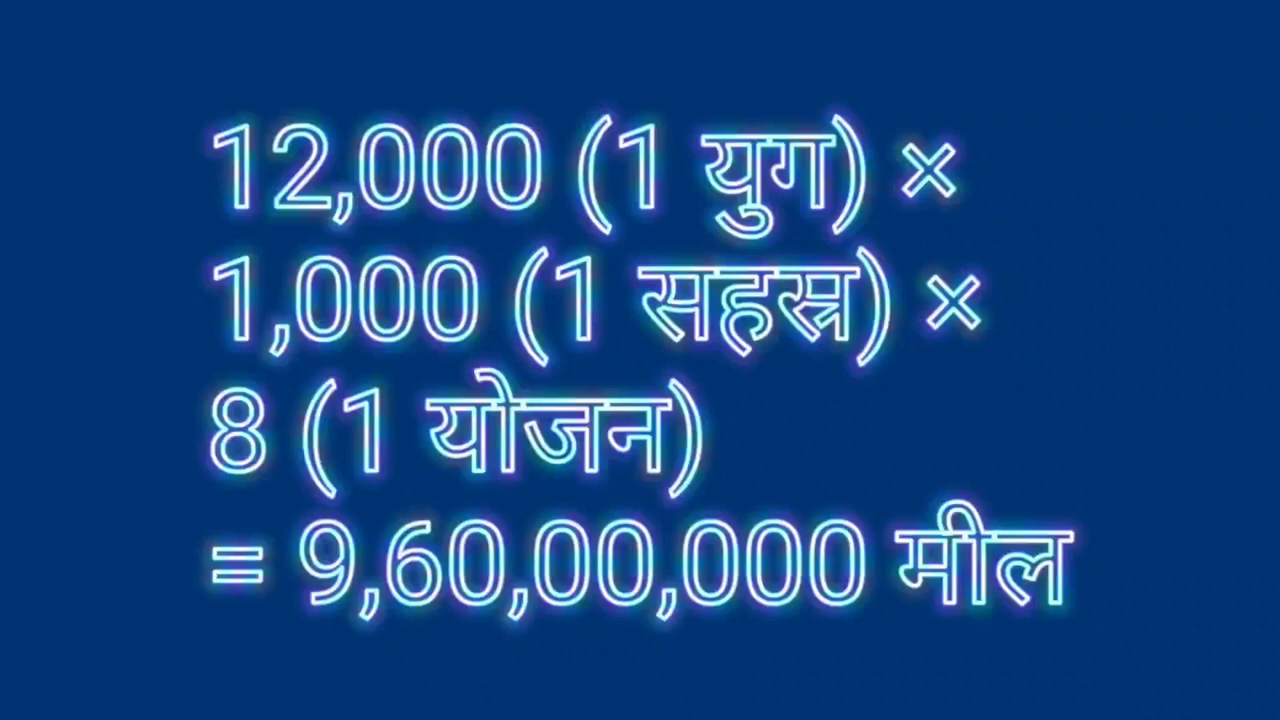 12,000 (1 युग) ×
1,000 (1 सहस्र) ×
8 (1 योजन)
= 9,60,00,000 मील